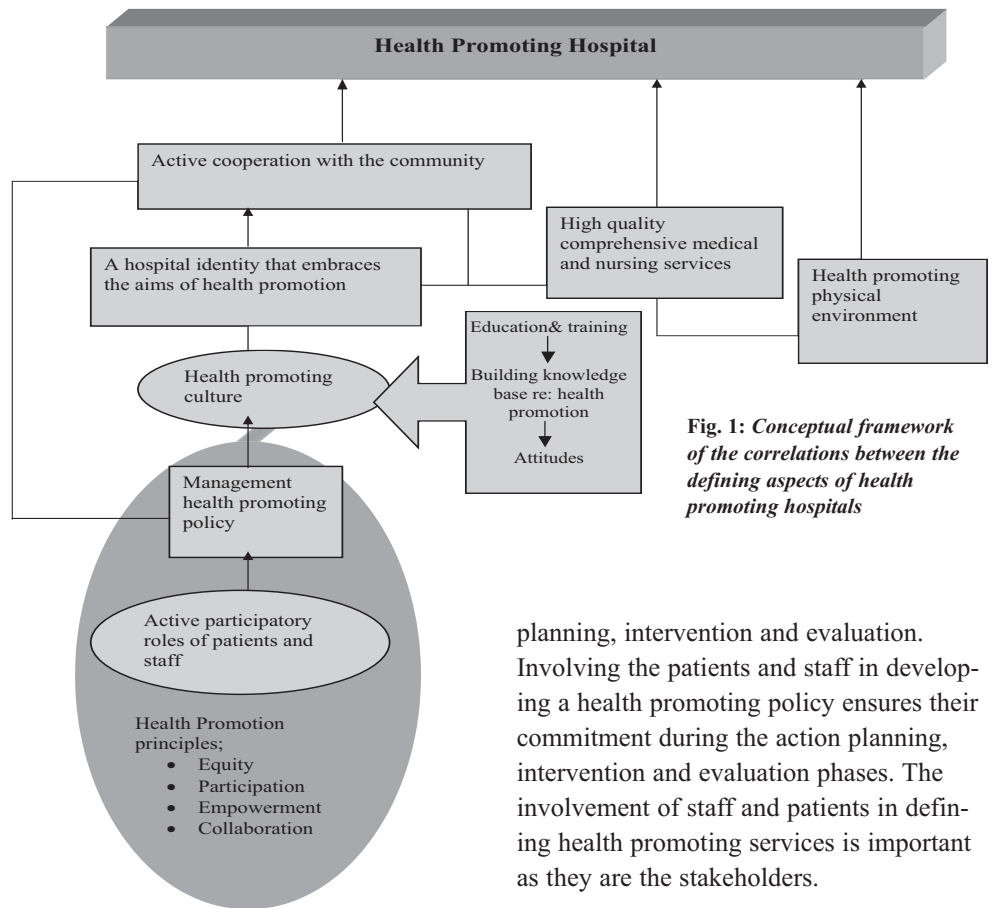 Health Promoting Hospital
Active cooperation with the community
High quality
comprehensive medical
and nursing services
A hospital identity that embraces
the aims of health promotion
Health promoting
physical
environment
Education& training
Building knowledge
base re: health
promotion
Attitudes
Health promoting
culture
Fig. 1: Conceptual framework
of the correlations between the
defining aspects of health
promoting hospitals
Management
health promoting
policy
Active participatory
roles of patients and
staff
Health Promotion
principles;
• Equity
• Participation
• Empowerment
• Collaboration
planning, intervention and evaluation.
Involving the patients and staff in develop-
ing a health promoting policy ensures their
commitment during the action planning,
intervention and evaluation phases. The
involvement of staff and patients in defin-
ing health promoting services is important
as they are the stakeholders.